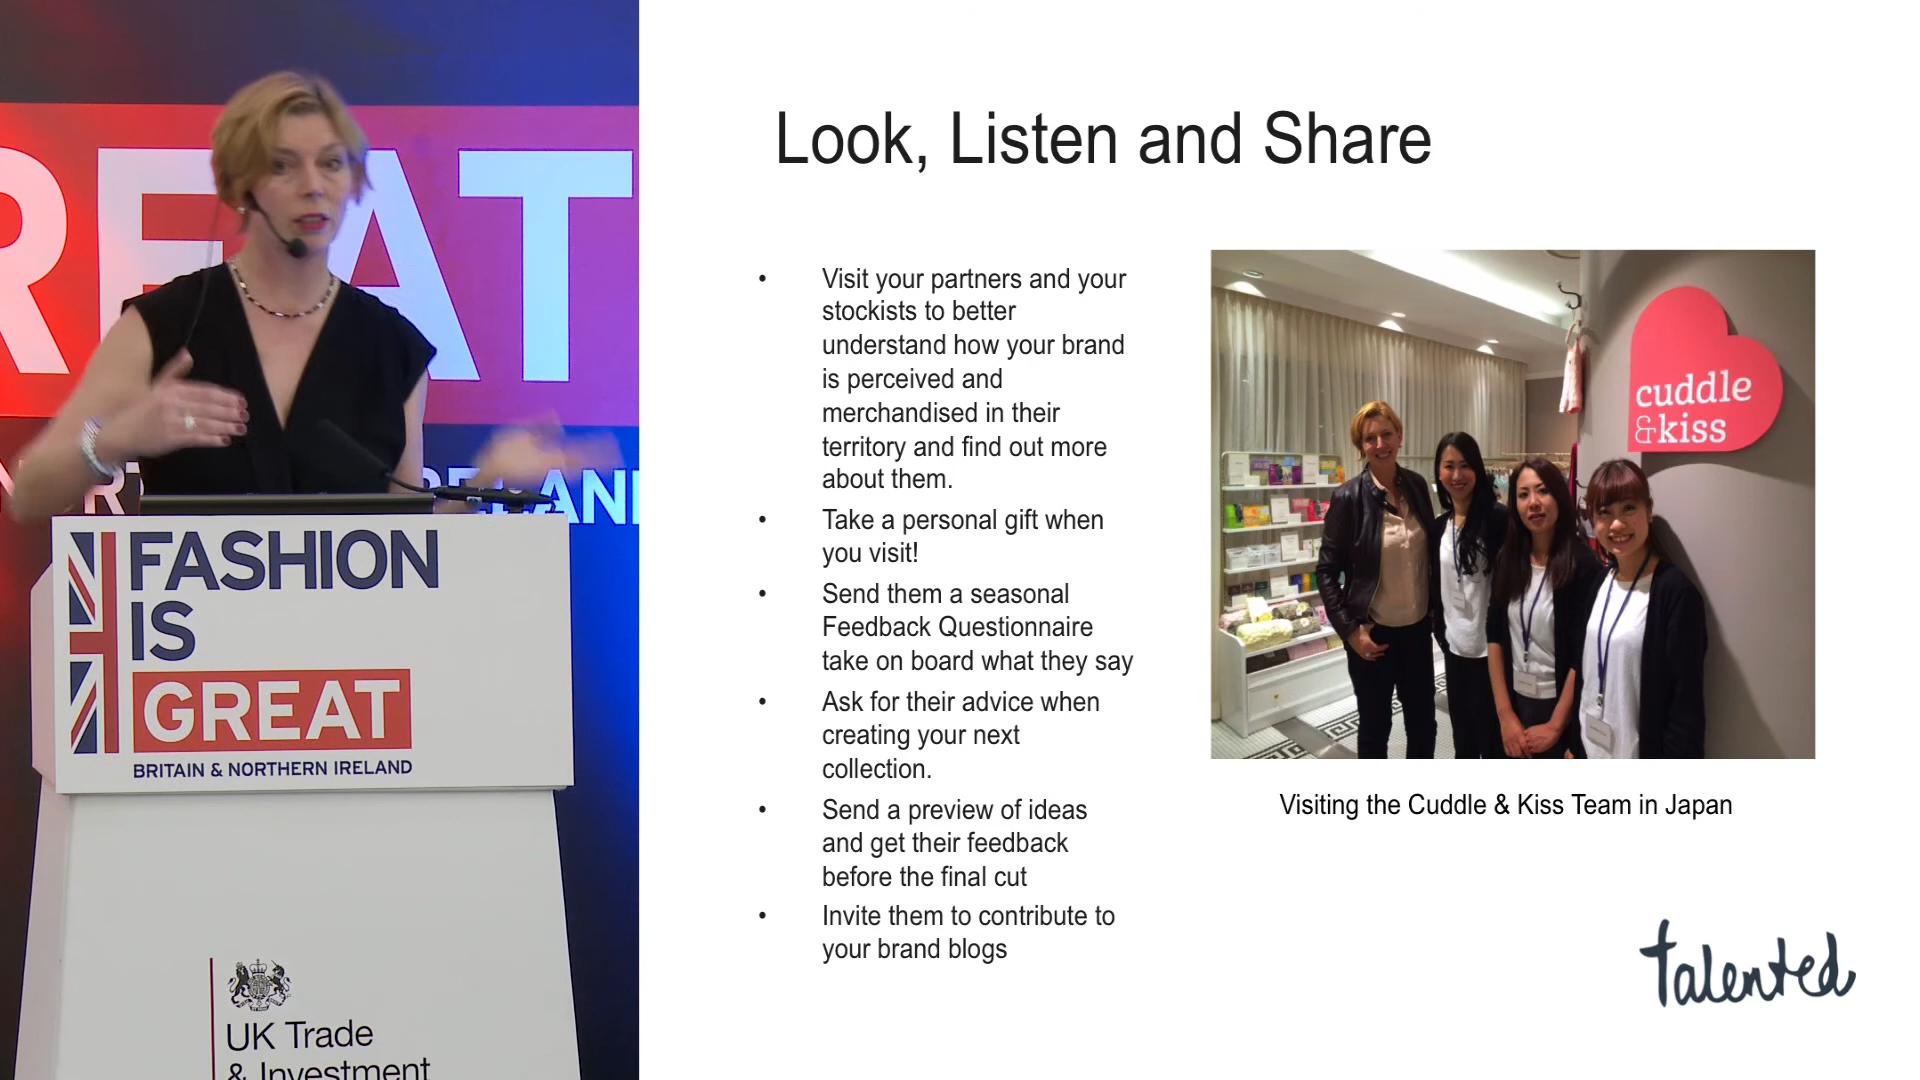 REAT
FASHION
IS
GREAT
BRITAIN & NORTHERN IRELAND
UK Trade
& Investment
Look, Listen and Share
• Visit your partners and your
stockists to better
understand how your brand
is perceived and
merchandised in their
territory and find out more
about them.
• Take a personal gift when
you visit!
• Send them a seasonal
Feedback Questionnaire
take on board what they say
• Ask for their advice when
creating your next
collection.
• Send a preview of ideas
and get their feedback
before the final cut
• Invite them to contribute to
your brand blogs
cuddle
&kiss
Visiting the Cuddle & Kiss Team in Japan
talented